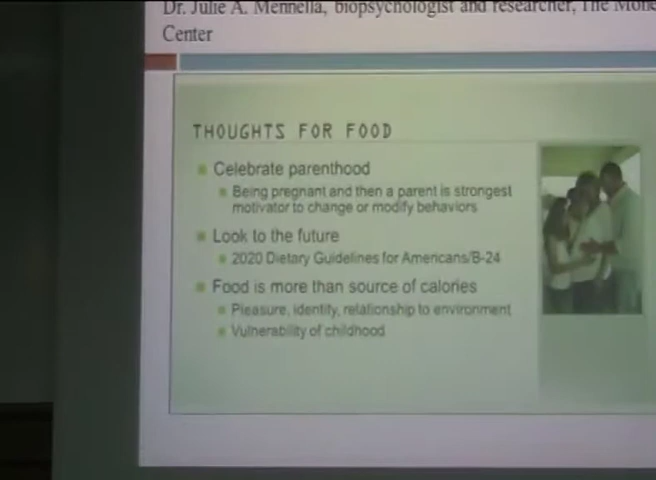 Dr. Julie A. Mennella, biopsychologist and researcher, The
Center
THOUGHTS FOR FOOD
Celebrate parenthood
Being pregnant and then a parent is strongest
motivator to change or modify behaviors
Look to the future
2020 Dietary Guidelines for Americans/B-24
Food is more than source of calories
Pleasure, identity, relationship to environment
Vulnerability of childhood